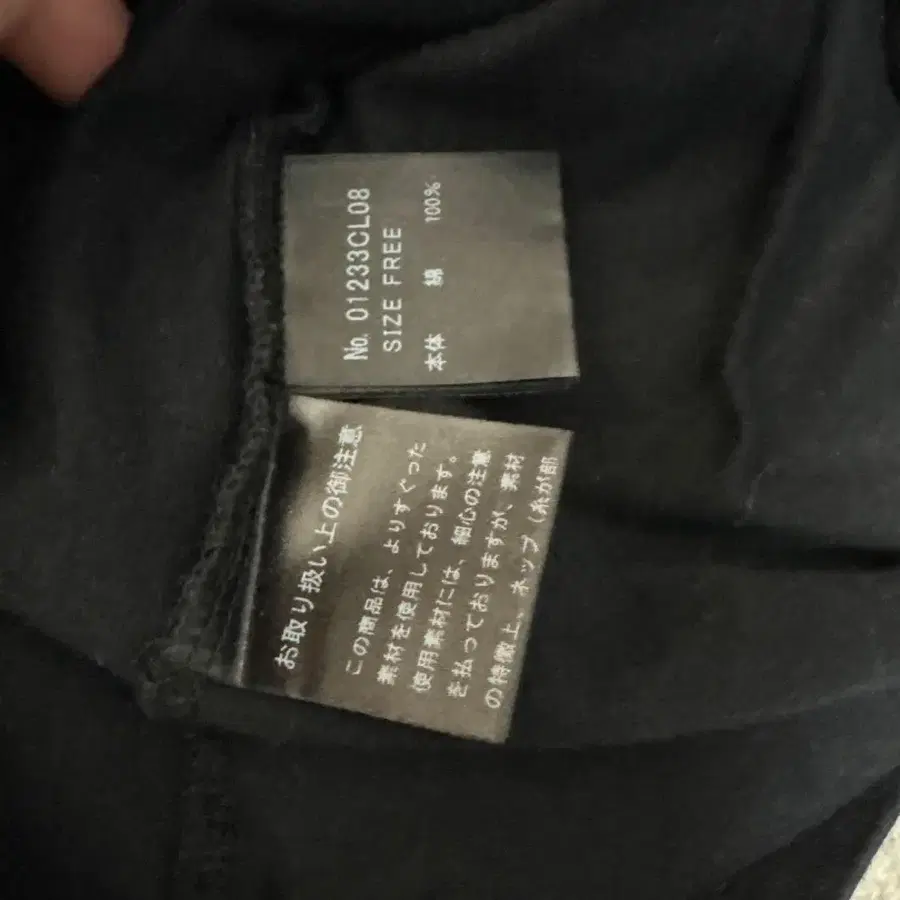 No. 01233CL08
SIZE FREE
本体 綿 100%
お取り扱い上の御注意
この商品は、よりすぐった
素材を使用しております。
使用素材には、細心の注意
を払つておりますが、素材
の特徴上、ネップ（糸が部